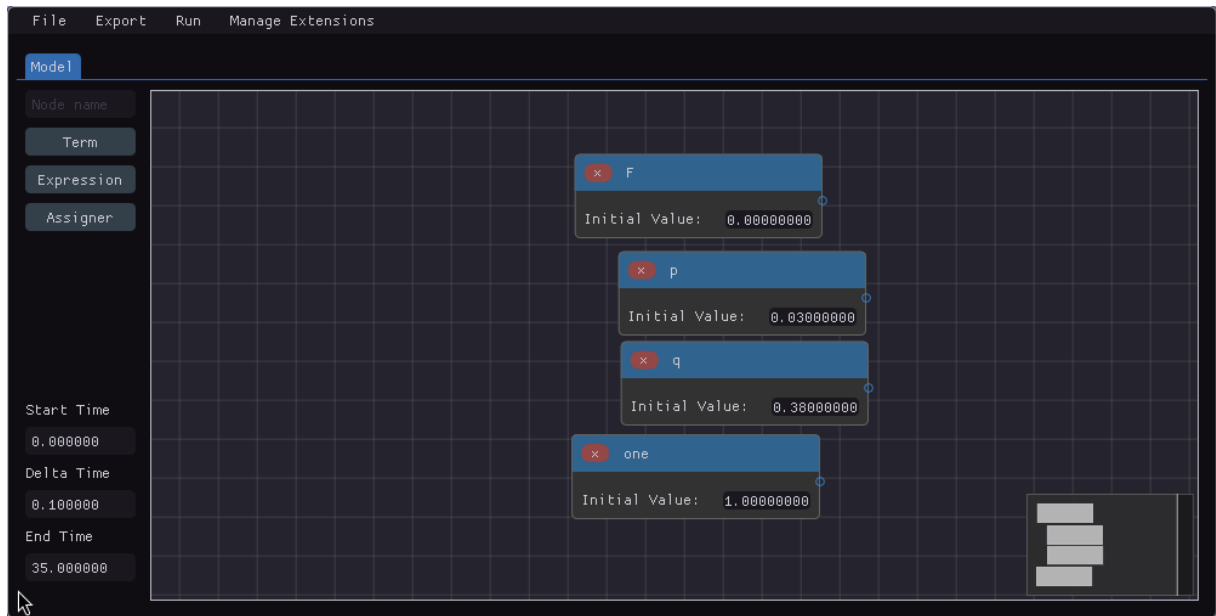 File Export Run Manage Extensions
Model
Node name
Term
Expression
Assigner
× F
Initial Value: 0.00000000
× p
Initial Value: 0.03000000
× q
Initial Value: 0.38000000
× one
Initial Value: 1.00000000
Start Time
0.000000
Delta Time
0.100000
End Time
35.000000